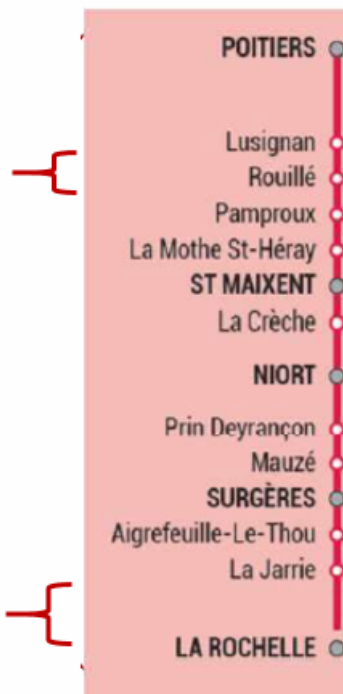 POITIERS
Lusignan
Rouillé
Pamproux
La Mothe St-Héray
ST MAIXENT
La Crèche
NIORT
Prin Deyrançon
Mauzé
SURGÈRES
Aigrefeuille-Le-Thou
La Jarrie
LA ROCHELLE